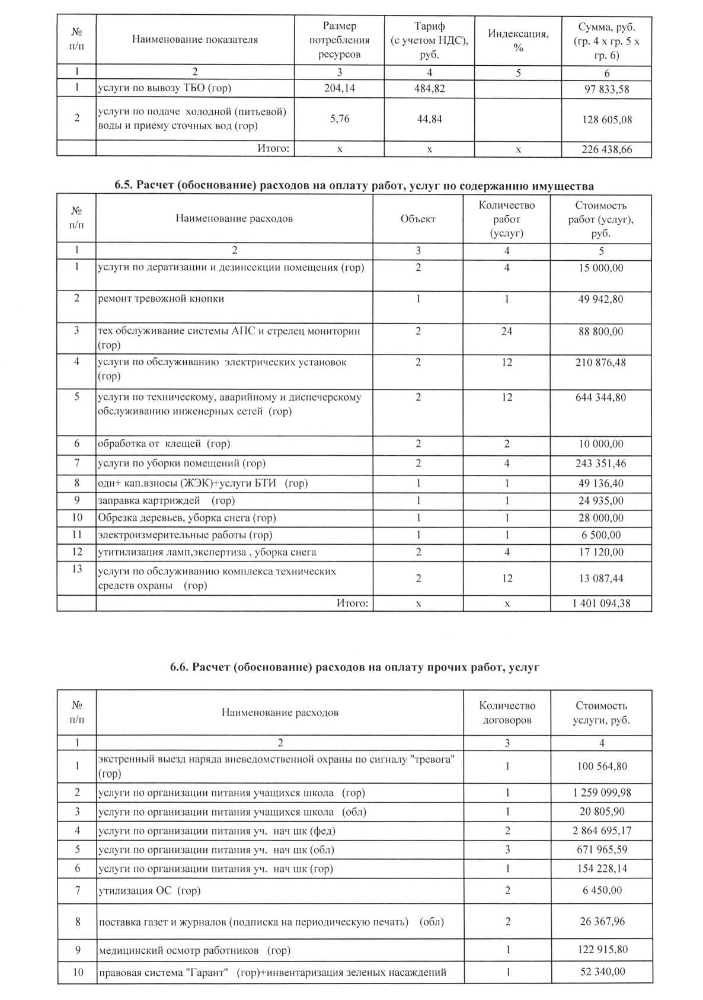 № п/п | Наименование показателя | Размер потребления ресурсов | Тариф (с учетом НДС), руб. | Индексация, % | Сумма, руб. (гр. 4 х гр. 5 х гр. 6)
1 | 2 | 3 | 4 | 5 | 6
1 | услуги по вывозу ТБО (гор) | 204,14 | 484,82 | | 97 833,58
2 | услуги по подаче холодной (питьевой) воды и приему сточных вод (гор) | 5,76 | 44,84 | | 128 605,08
Итого: | х | х | х | 226 438,66
6.5. Расчет (обоснование) расходов на оплату работ, услуг по содержанию имущества
№ п/п | Наименование расходов | Объект | Количество работ (услуг) | Стоимость работ (услуг), руб.
1 | 2 | 3 | 4 | 5
1 | услуги по дератизации и дезинсекции помещения (гор) | 2 | 4 | 15 000,00
2 | ремонт тревожной кнопки | 1 | 1 | 49 942,80
3 | тех обслуживание системы АПС и стрелец мониторин (гор) | 2 | 24 | 88 800,00
4 | услуги по обслуживанию электрических установок (гор) | 2 | 12 | 210 876,48
5 | услуги по техническому, аварийному и диспечерскому обслуживанию инженерных сетей (гор) | 2 | 12 | 644 344,80
6 | обработка от клещей (гор) | 2 | 2 | 10 000,00
7 | услуги по уборки помещений (гор) | 2 | 4 | 243 351,46
8 | одн+ кап.взносы (ЖЭК)+услуги БТИ (гор) | 1 | 1 | 49 136,40
9 | заправка картриждей (гор) | 1 | 1 | 24 935,00
10 | Обрезка деревьев, уборка снега (гор) | 1 | 1 | 28 000,00
11 | электроизмерительные работы (гор) | 1 | 1 | 6 500,00
12 | утитилизация ламп,экспертиза , уборка снега | 2 | 4 | 17 120,00
13 | услуги по обслуживанию комплекса технических средств охраны (гор) | 2 | 12 | 13 087,44
Итого: | х | х | 1 401 094,38
6.6. Расчет (обоснование) расходов на оплату прочих работ, услуг
№ п/п | Наименование расходов | Количество договоров | Стоимость услуги, руб.
1 | 2 | 3 | 4
1 | экстренный выезд наряда вневедомственной охраны по сигналу "тревога" (гор) | 1 | 100 564,80
2 | услуги по организации питания учащихся школа (гор) | 1 | 1 259 099,98
3 | услуги по организации питания учащихся школа (обл) | 1 | 20 805,90
4 | услуги по организации питания уч. нач шк (фед) | 2 | 2 864 695,17
5 | услуги по организации питания уч. нач шк (обл) | 3 | 671 965,59
6 | услуги по организации питания уч. нач шк (гор) | 1 | 154 228,14
7 | утилизация ОС (гор) | 2 | 6 450,00
8 | поставка газет и журналов (подписка на периодическую печать) (обл) | 2 | 26 367,96
9 | медицинский осмотр работников (гор) | 1 | 122 915,80
10 | правовая система "Гарант" (гор)+инвентаризация зеленых насаждений | 1 | 52 340,00